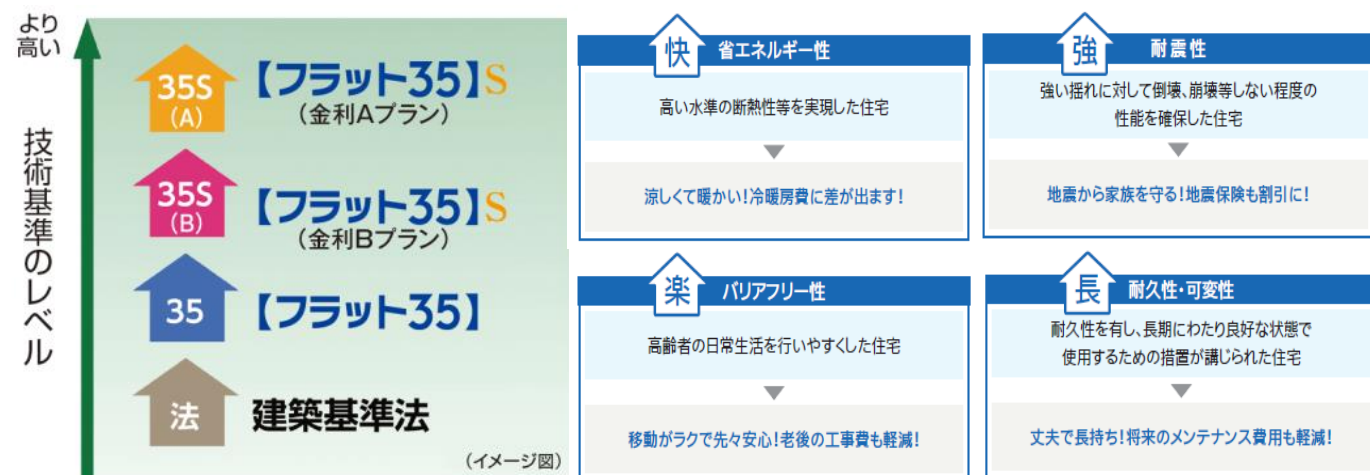 より
高い
技術基準のレベル
35S
(A)
【フラット35】S
(金利Aプラン)
35S
(B)
【フラット35】S
(金利Bプラン)
35
【フラット35】
法
建築基準法
(イメージ図)
快
省エネルギー性
高い水準の断熱性等を実現した住宅
涼しくて暖かい!冷暖房費に差が出ます!
強
耐震性
強い揺れに対して倒壊、崩壊等しない程度の
性能を確保した住宅
地震から家族を守る!地震保険も割引に!
楽
バリアフリー性
高齢者の日常生活を行いやすくした住宅
移動がラクで先々安心!老後の工事費も軽減!
長
耐久性・可変性
耐久性を有し、長期にわたり良好な状態で
使用するための措置が講じられた住宅
丈夫で長持ち!将来のメンテナンス費用も軽減!